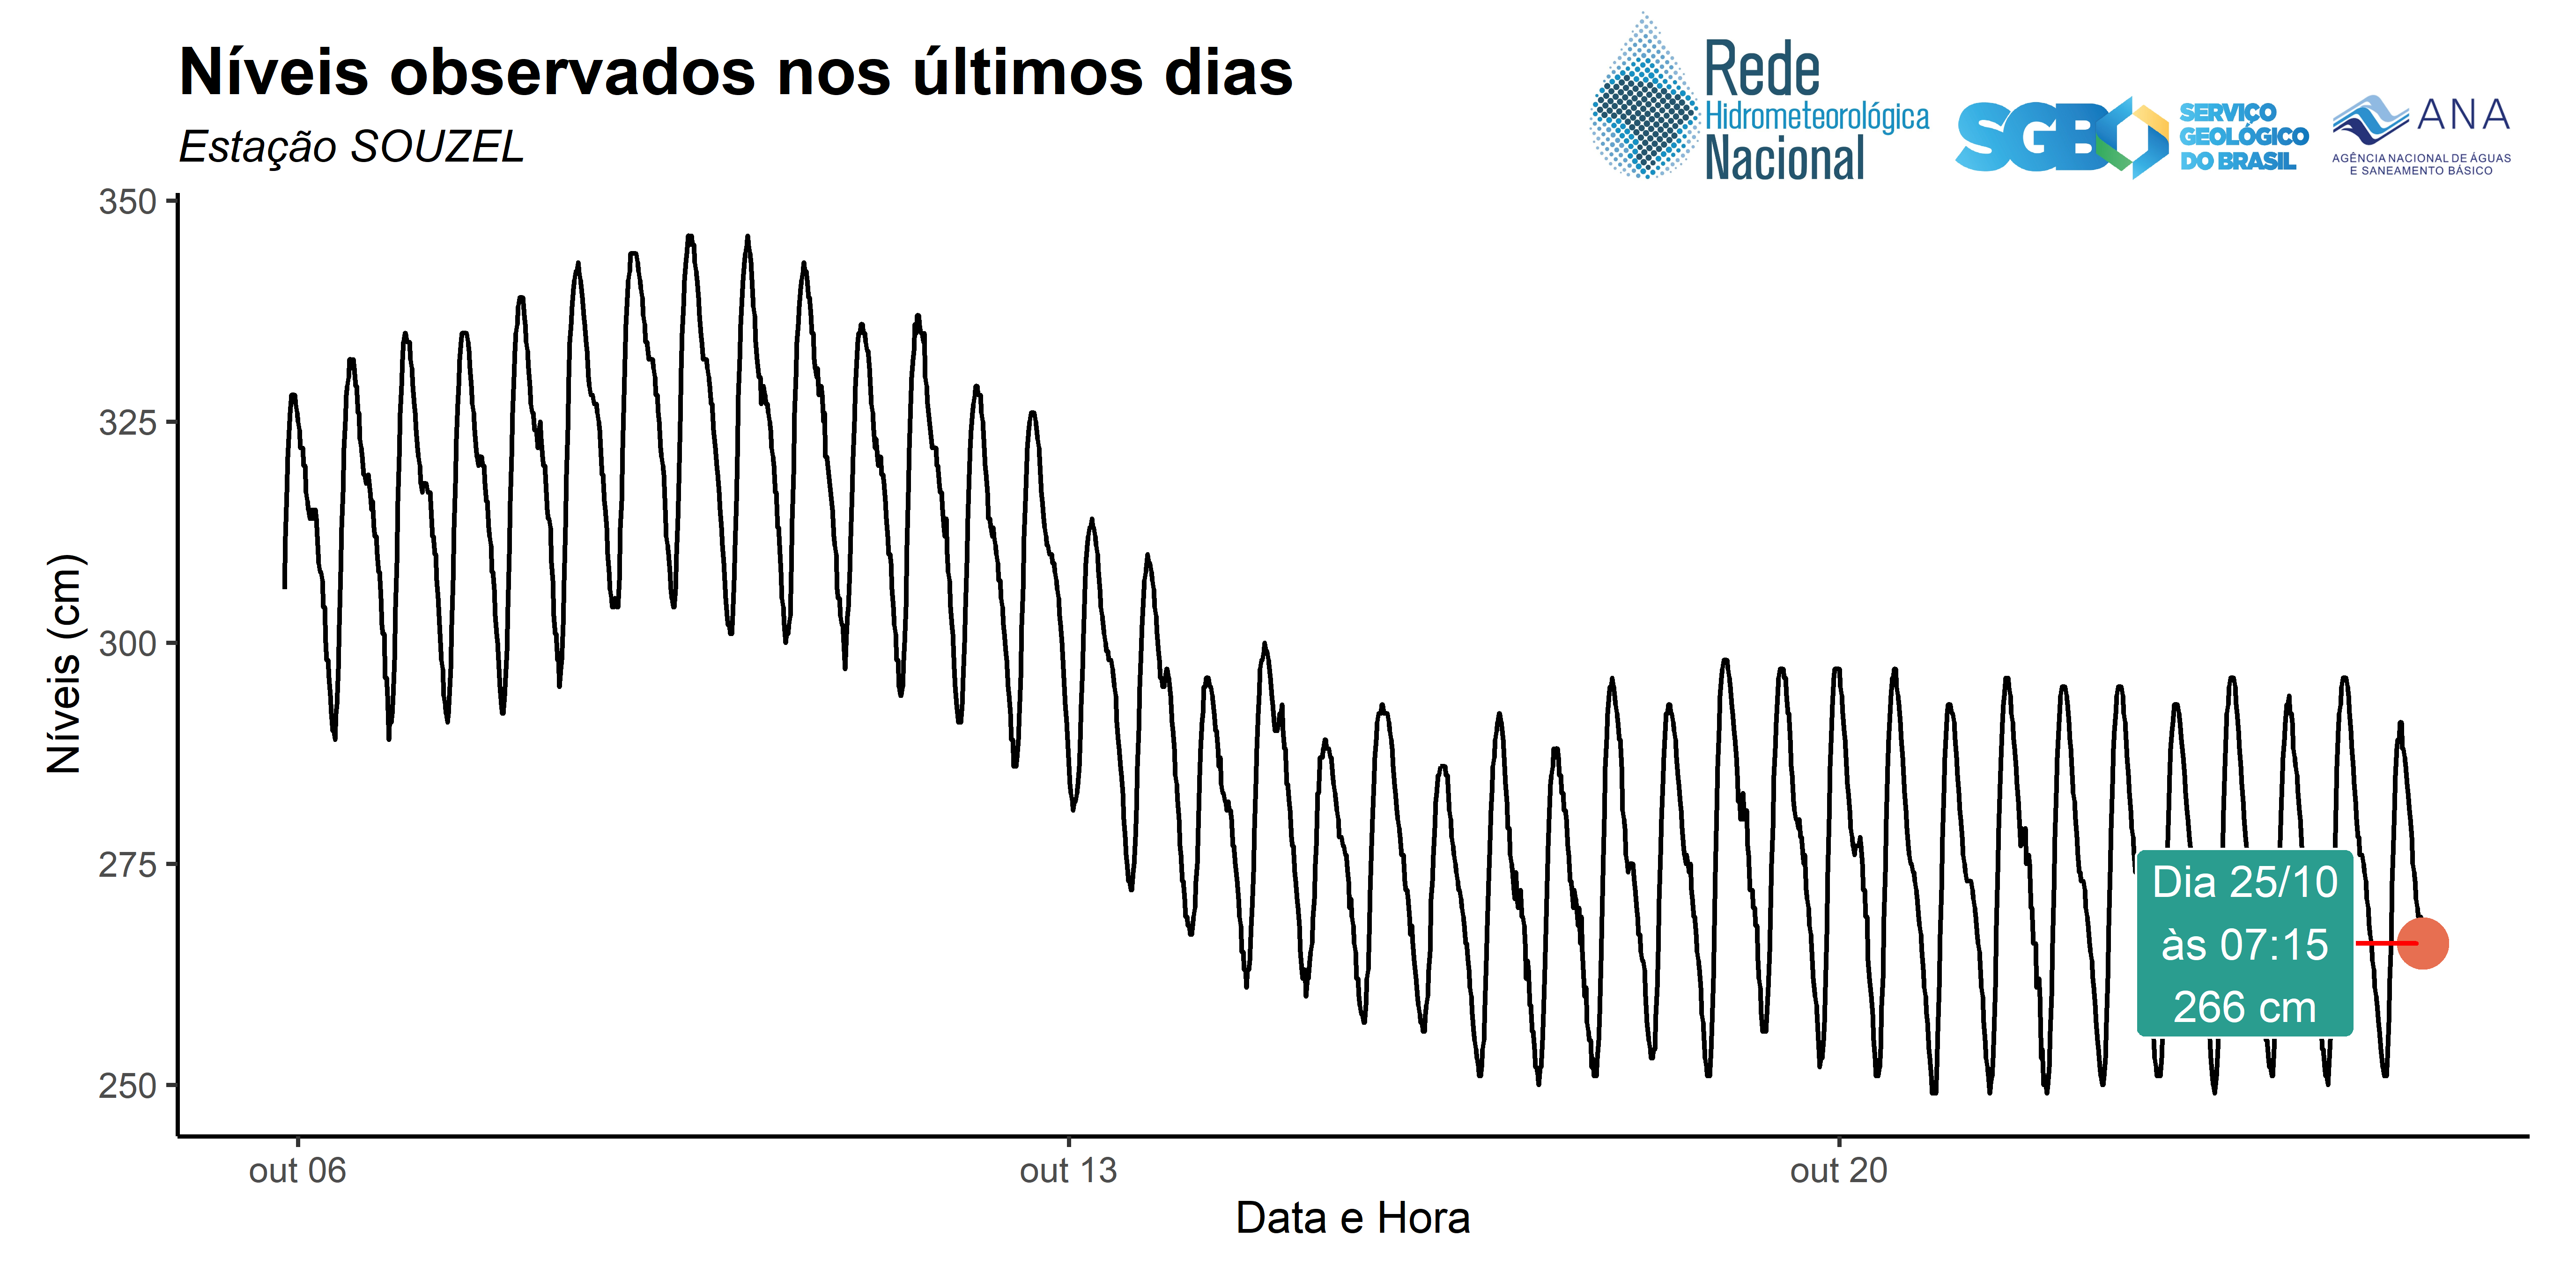 Níveis observados nos últimos dias
Estação SOUZEL
Rede
Hidrometeorológica
Nacional
SGB
SERVIÇO
GEOLÓGICO
DO BRASIL
ANA
AGÊNCIA NACIONAL DE ÁGUAS
E SANEAMENTO BÁSICO
350
325
300
275
250
Níveis (cm)
Dia 25/10
às 07:15
266 cm
out 06
out 13
out 20
Data e Hora